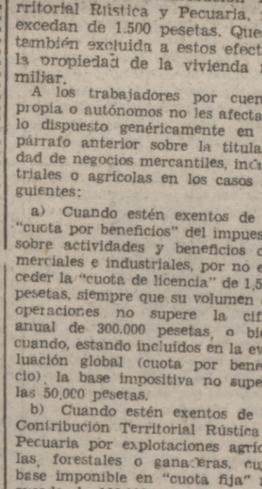 rritorial Rústica y Pecuaria,
excedan de 1.500 pesetas. Que
también excluida a estos efect
la propiedad de la vivienda
miliar.
A los trabajadores por cuen
propia o autónomos no les afecta
lo dispuesto genéricamente en
párrafo anterior sobre la titula
dad de negocios mercantiles, indu
triales o agrícolas en los casos
guientes:
a) Cuando estén exentos de
"cuota por beneficios" del impues
sobre actividades y beneficios c
merciales e industriales, por no e
ceder la "cuota de licencia" de 1,5
pesetas, siempre que su volumen
operaciones no supere la cif
anual de 300.000 pesetas, o bi
cuando, estando incluidos en la ev
luación global (cuota por bene
cio), la base impositiva no supe
las 50,000 pesetas.
b) Cuando estén exentos de
Contribución Territorial Rústica
Pecuaria por explotaciones agríc
las, forestales o ganaderas, cu
base imponible en "cuota fija"